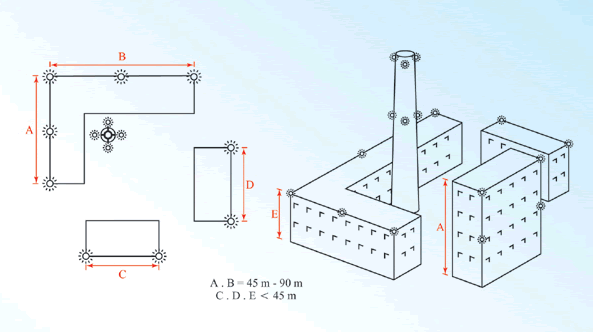 B
A
D
C
E
A
A . B = 45 m - 90 m
C . D . E < 45 m